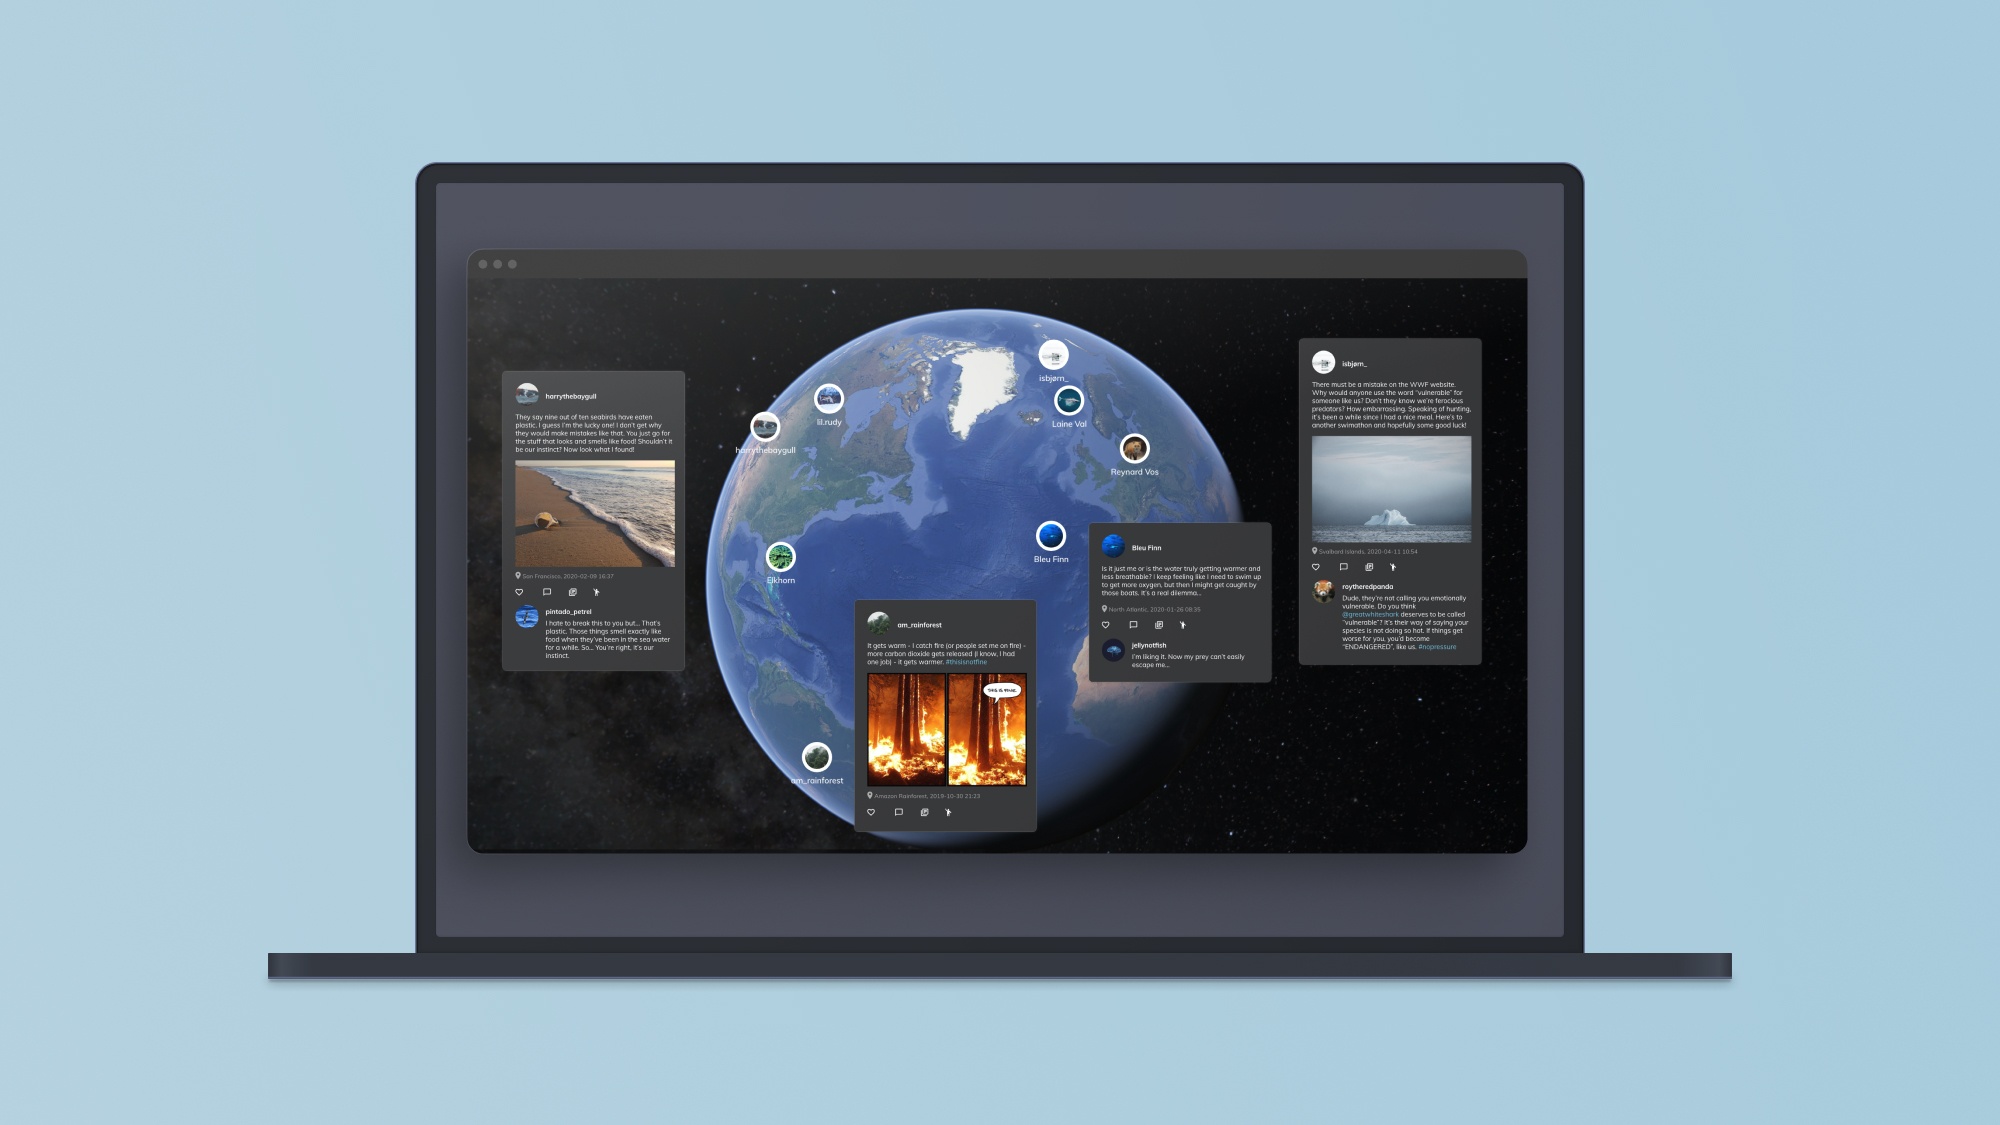 harrythebaygull
They say nine out of ten seabirds have eaten
plastic. I guess I'm the lucky one! I don't get why
they would make mistakes like that. You just go for
the stuff that looks and smells like food! Shouldn't it
be our instinct? Now look what I found!
San Francisco, 2020-02-09 16:37
pintado_petrel
I hate to break this to you but... That's
plastic. Those things smell exactly like
food when they've been in the sea water
for a while. So... You're right, it's our
instinct.
isbjørn_
lil.rudy
Laine Val
harrythebaygull
Reynard Vos
Bleu Finn
Elkhorn
am_rainforest
am_rainforest
It gets warm - I catch fire (or people set me on fire) -
more carbon dioxide gets released (I know, I had
one job) - it gets warmer. #thisisnotfine
THIS IS FINE.
Amazon Rainforest, 2019-10-30 21:23
Bleu Finn
Is it just me or is the water truly getting warmer and
less breathable? I keep feeling like I need to swim up
to get more oxygen, but then I might get caught by
those boats. It's a real dilemma...
North Atlantic, 2020-01-26 08:35
jellynotfish
I'm liking it. Now my prey can't easily
escape me...
isbjørn_
There must be a mistake on the WWF website.
Why would anyone use the word "vulnerable" for
someone like us? Don't they know we're ferocious
predators? How embarrassing. Speaking of hunting,
it's been a while since I had a nice meal. Here's to
another swimathon and hopefully some good luck!
Svalbard Islands, 2020-04-11 10:54
roytheredpanda
Dude, they're not calling you emotionally
vulnerable. Do you think
@greatwhiteshark deserves to be called
"vulnerable"? It's their way of saying your
species is not doing so hot. If things get
worse for you, you'd become
"ENDANGERED", like us. #nopressure